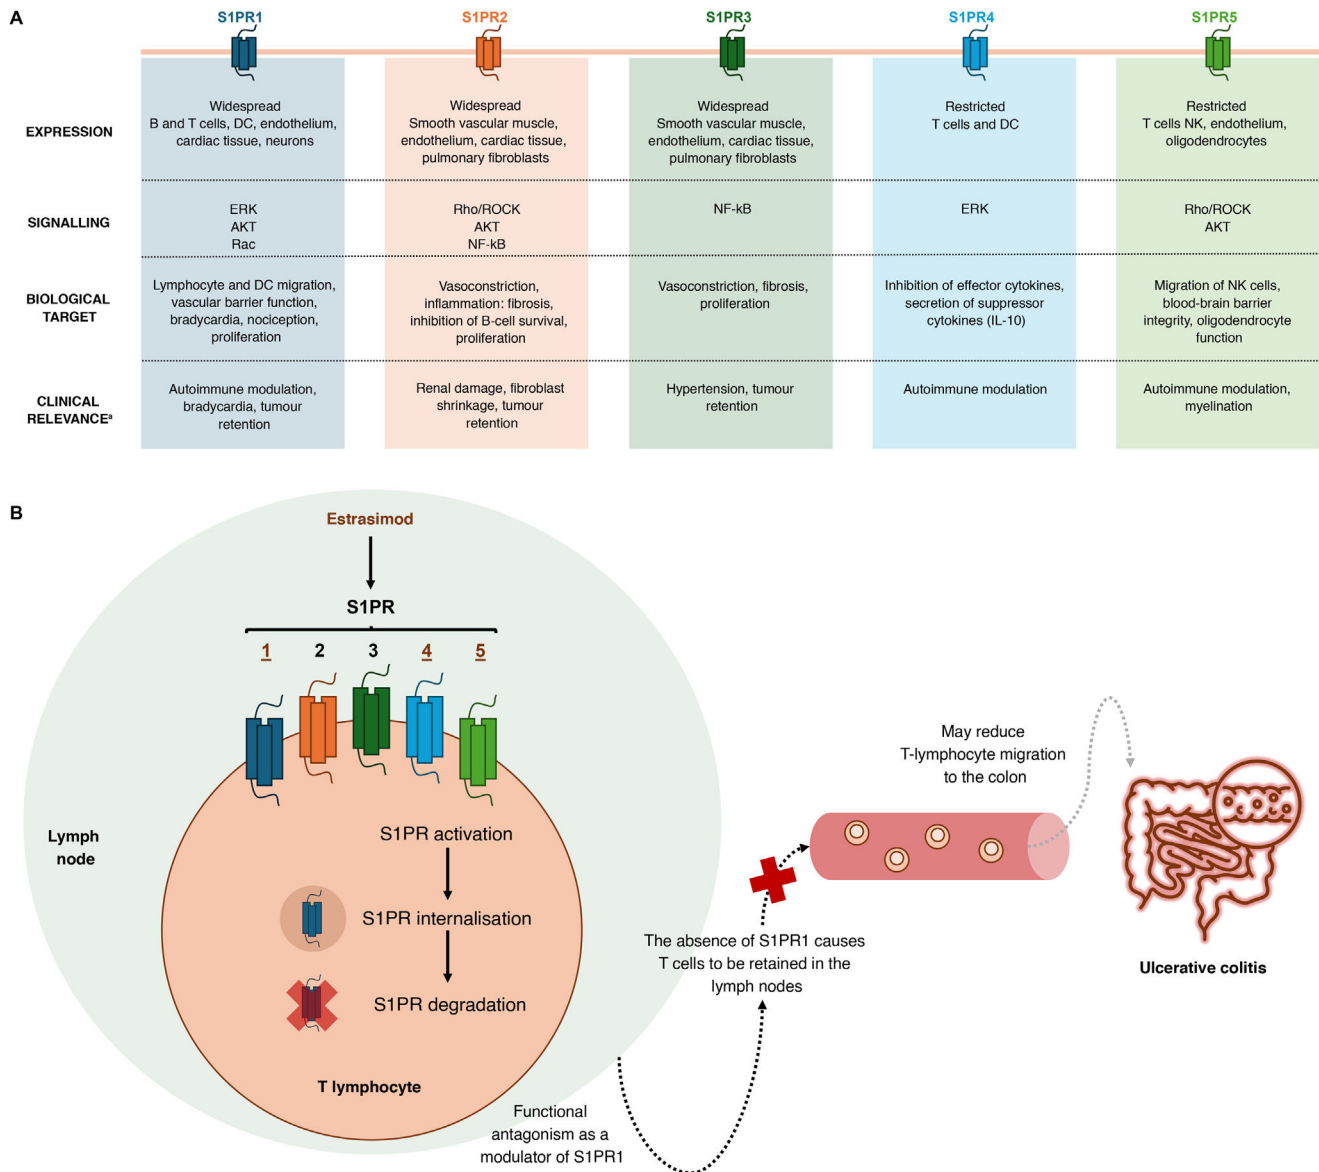 A
S1PR1
S1PR2
S1PR3
S1PR4
S1PR5
EXPRESSION
Widespread
B and T cells, DC, endothelium,
cardiac tissue, neurons
Widespread
Smooth vascular muscle,
endothelium, cardiac tissue,
pulmonary fibroblasts
Widespread
Smooth vascular muscle,
endothelium, cardiac tissue,
pulmonary fibroblasts
Restricted
T cells and DC
Restricted
T cells NK, endothelium,
oligodendrocytes
SIGNALLING
ERK
AKT
Rac
Rho/ROCK
AKT
NF-kB
NF-kB
ERK
Rho/ROCK
AKT
BIOLOGICAL
TARGET
Lymphocyte and DC migration,
vascular barrier function,
bradycardia, nociception,
proliferation
Vasoconstriction,
inflammation: fibrosis,
inhibition of B-cell survival,
proliferation
Vasoconstriction, fibrosis,
proliferation
Inhibition of effector cytokines,
secretion of suppressor
cytokines (IL-10)
Migration of NK cells,
blood-brain barrier
integrity, oligodendrocyte
function
CLINICAL
RELEVANCEª
Autoimmune modulation,
bradycardia, tumour
retention
Renal damage, fibroblast
shrinkage, tumour
retention
Hypertension, tumour
retention
Autoimmune modulation
Autoimmune modulation,
myelination
B
Estrasimod
S1PR
1 2 3 4 5
S1PR activation
S1PR internalisation
S1PR degradation
T lymphocyte
Lymph
node
Functional
antagonism as a
modulator of S1PR1
The absence of S1PR1 causes
T cells to be retained in the
lymph nodes
May reduce
T-lymphocyte migration
to the colon
Ulcerative colitis